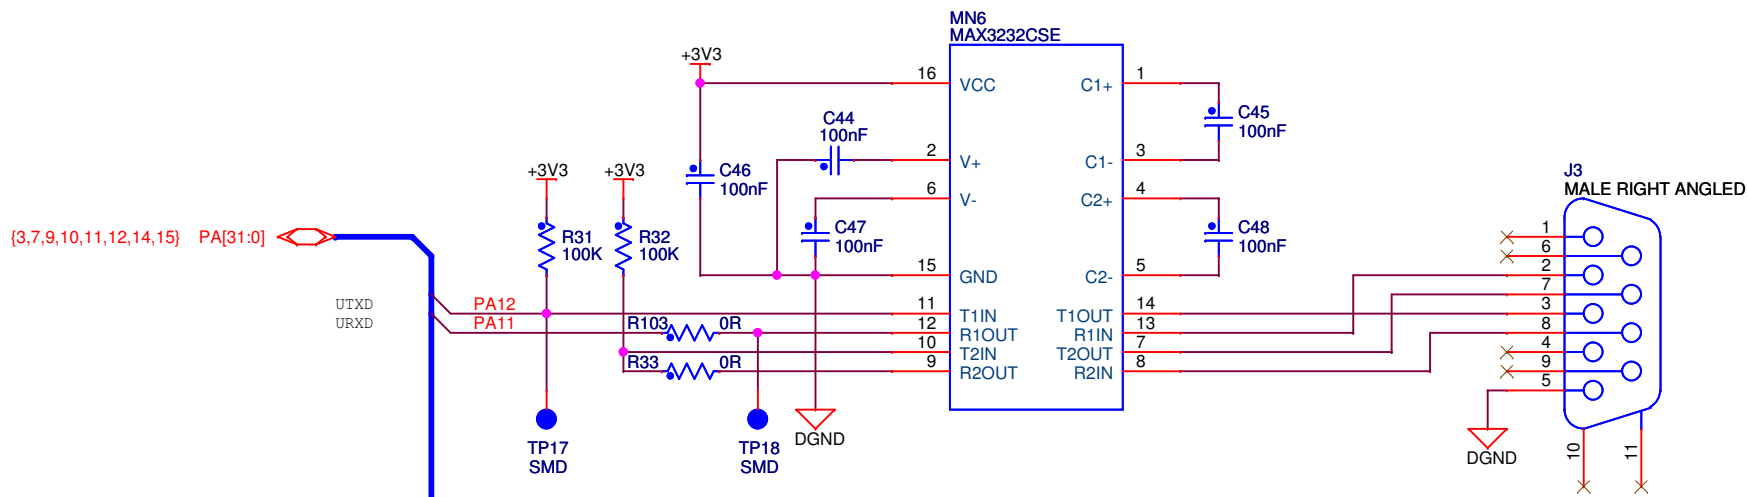 MN6
MAX3232CSE
+3V3
16
VCC
C1+
1
C45
100nF
C44
100nF
2
V+
C1-
3
C46
100nF
6
V-
C2+
4
C47
100nF
C48
100nF
15
GND
C2-
5
+3V3
+3V3
R31
100K
R32
100K
{3,7,9,10,11,12,14,15}
PA[31:0]
UTXD
URXD
PA12
PA11
R103
0R
R33
0R
11
T1IN
T1OUT
14
12
R1OUT
R1IN
13
10
T2IN
T2OUT
7
9
R2OUT
R2IN
8
TP17
SMD
TP18
SMD
DGND
J3
MALE RIGHT ANGLED
1
6
2
7
3
8
4
9
5
DGND
10
11